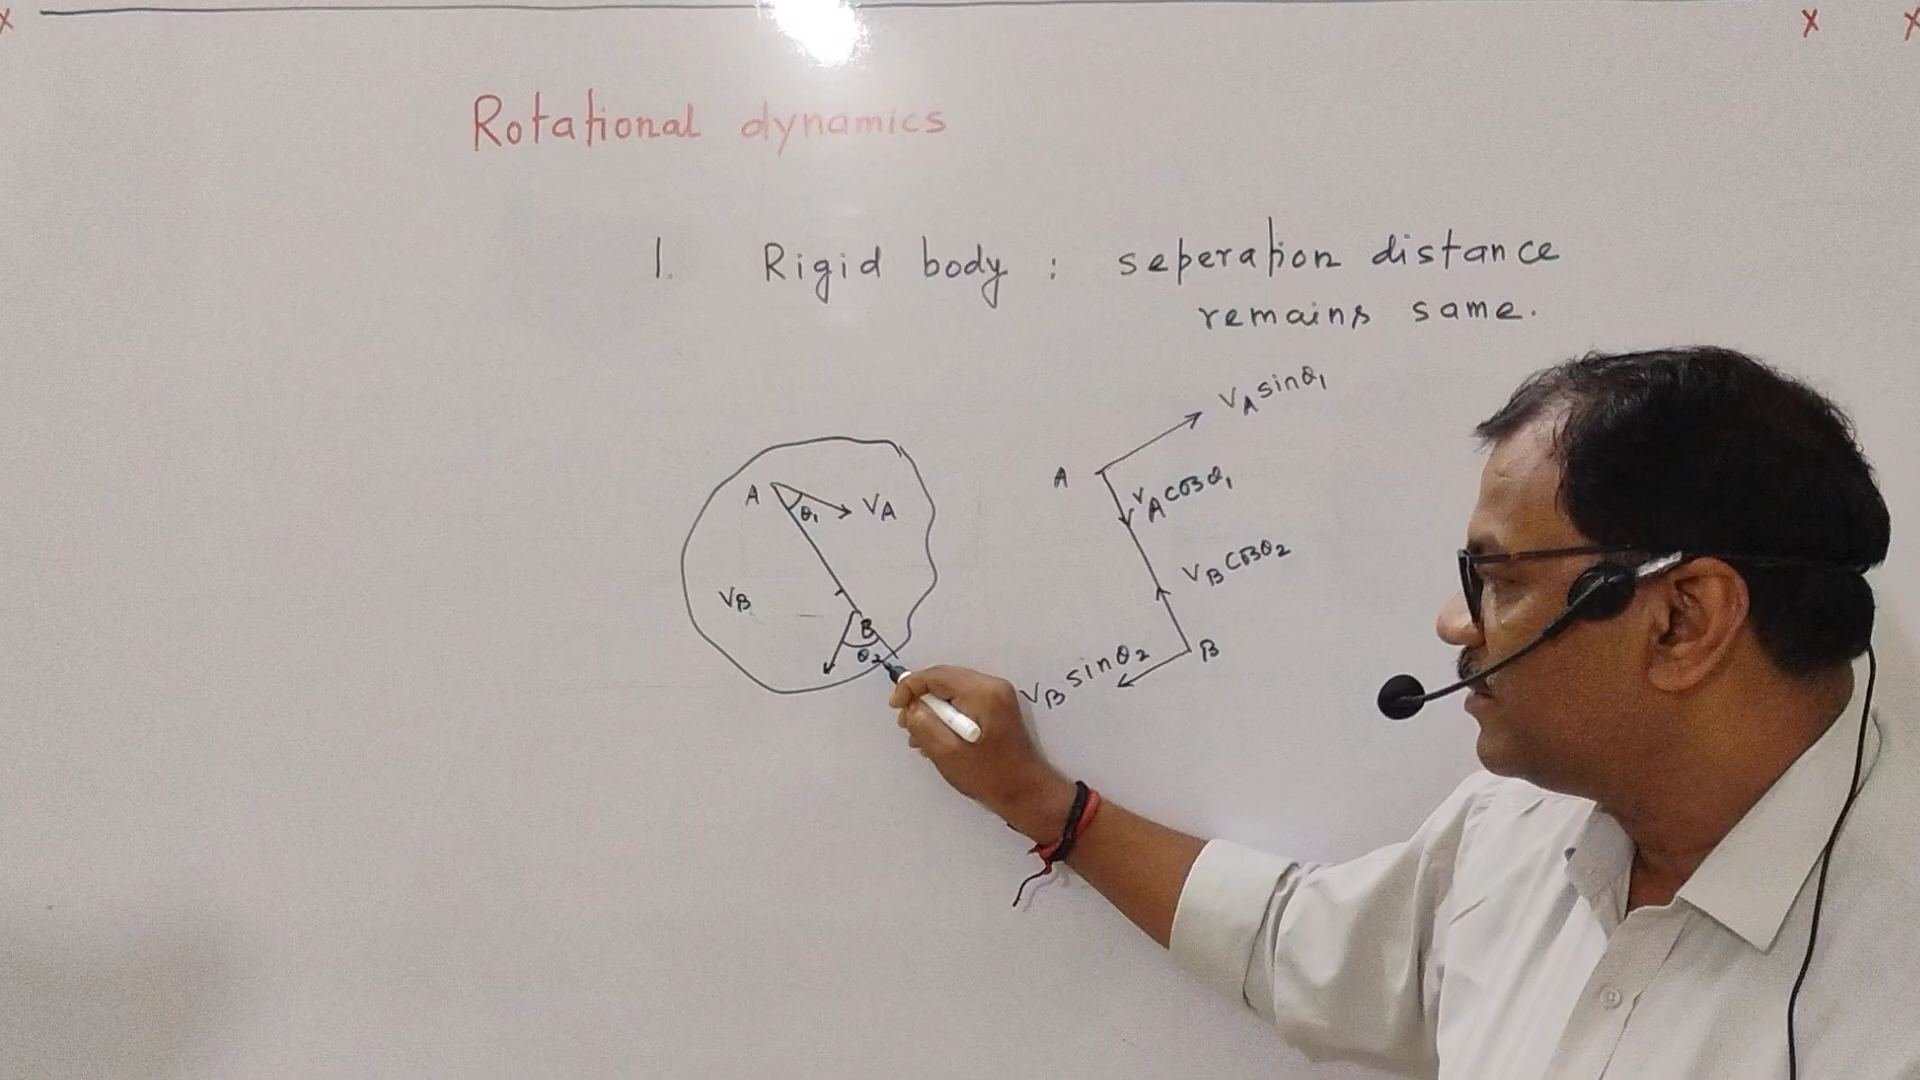 x x x
Rotational dynamics
1. Rigid body : seperation distance
remains same.
VA sinθ1
A VA θ1
A VA cosθ1
VB
VB cosθ2
B
θ2
VB sinθ2 B